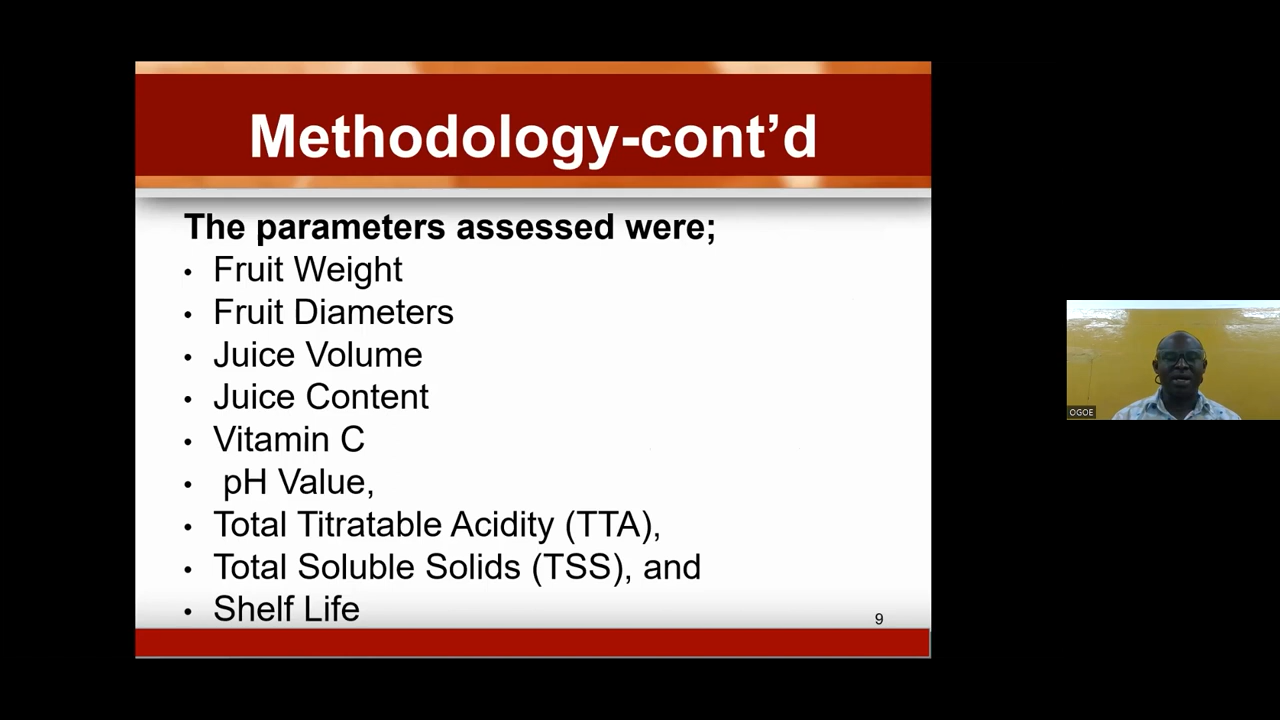 Methodology-cont’d
The parameters assessed were;
• Fruit Weight
• Fruit Diameters
• Juice Volume
• Juice Content
• Vitamin C
• pH Value,
• Total Titratable Acidity (TTA),
• Total Soluble Solids (TSS), and
• Shelf Life
9
OGOE